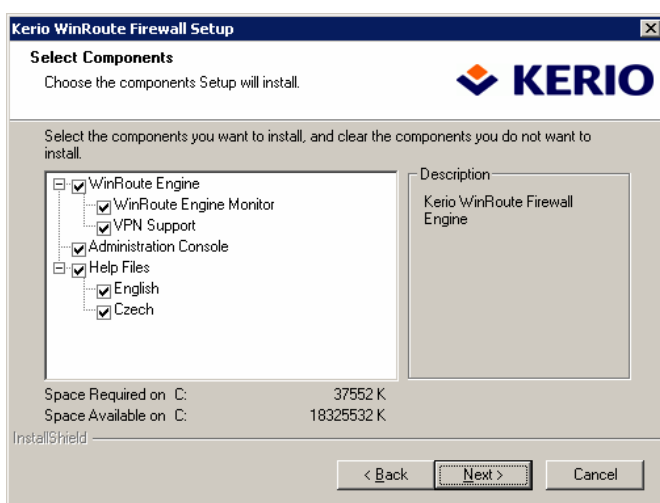 Kerio WinRoute Firewall Setup
Select Components
Choose the components Setup will install.
KERIO
Select the components you want to install, and clear the components you do not want to
install.
WinRoute Engine
WinRoute Engine Monitor
VPN Support
Administration Console
Help Files
English
Czech
Description
Kerio WinRoute Firewall
Engine
Space Required on C: 37552 K
Space Available on C: 18325532 K
InstallShield
< Back Next > Cancel